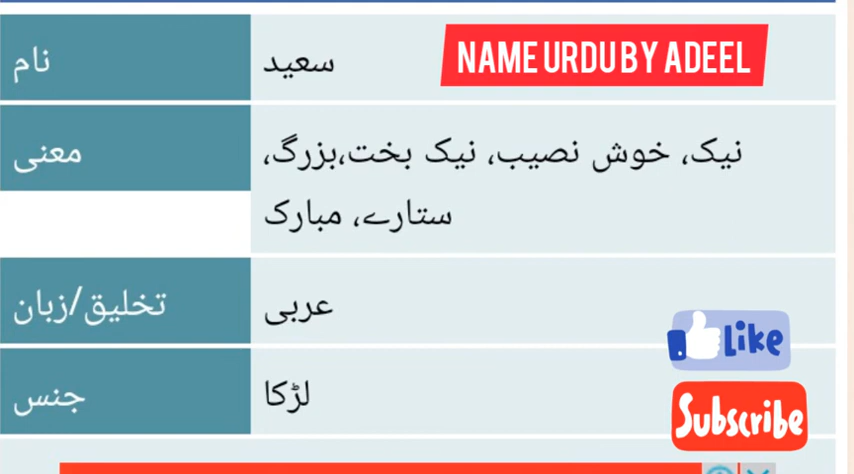 نام
سعید
NAME URDU BY ADEEL
معنی
نیک، خوش نصیب، نیک بخت،بزرگ،
ستارے، مبارک
تخلیق/زبان
عربی
Like
جنس
لڑکا
Subscribe